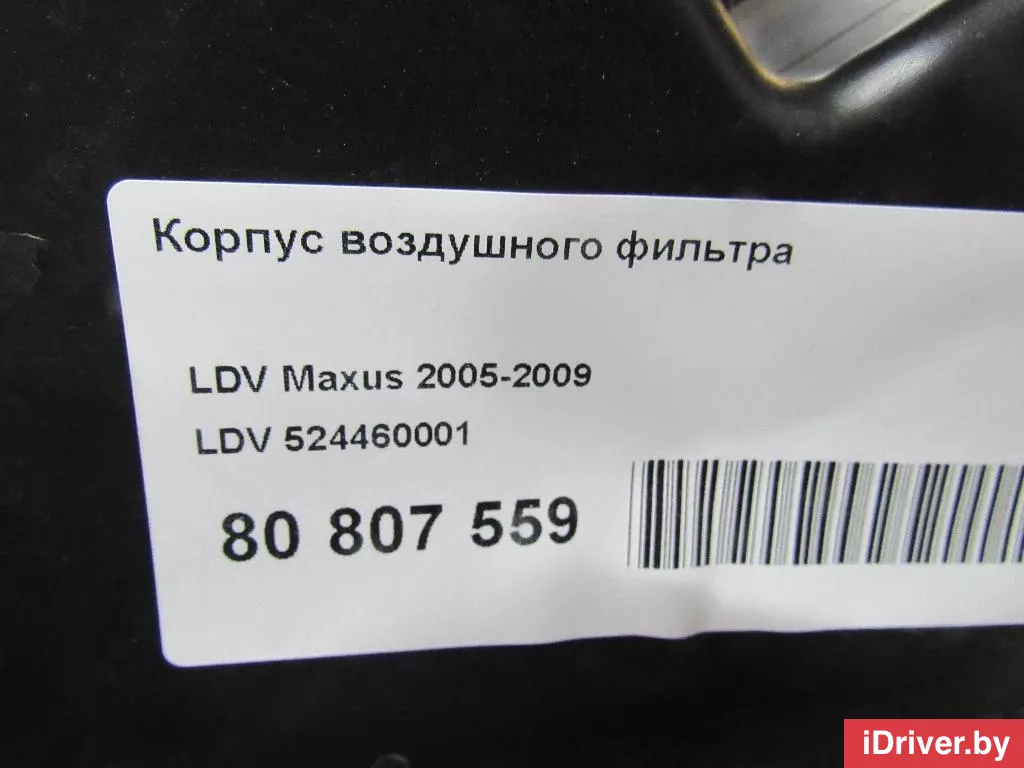 Корпус воздушного фильтра
LDV Maxus 2005-2009
LDV 524460001
80 807 559
iDriver.by